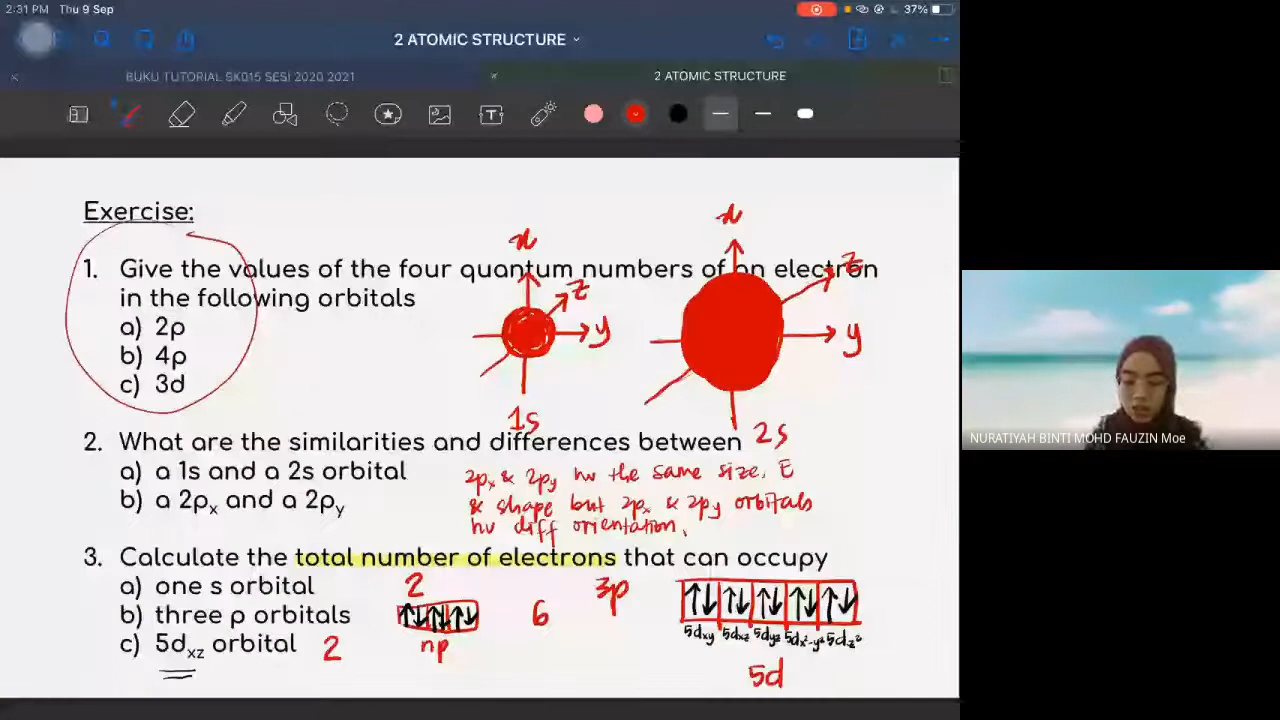 2:31 PM Thu 9 Sep
37%
2 ATOMIC STRUCTURE
BUKU TUTORIAL SK015 SESI 2020 2021
2 ATOMIC STRUCTURE
Exercise:
1. Give the values of the four quantum numbers of an electron
in the following orbitals
a) 2p
b) 4p
c) 3d
x
z
y
1s
x
z
y
2s
2. What are the similarities and differences between
a) a 1s and a 2s orbital
b) a 2pₓ and a 2pᵧ
2pₓ & 2pᵧ hv the same size, E
& shape but 2pₓ & 2pᵧ orbitals
hv diff orientation.
3. Calculate the total number of electrons that can occupy
a) one s orbital 2
b) three p orbitals ↑↓ ↑↓ ↑↓ 6 3p ↑↓ ↑↓ ↑↓ ↑↓ ↑↓
np
5dxy 5dxz 5dyz 5dx²-y² 5dz²
c) 5dxz orbital 2
5d
NURATIYAH BINTI MOHD FAUZIN Moe